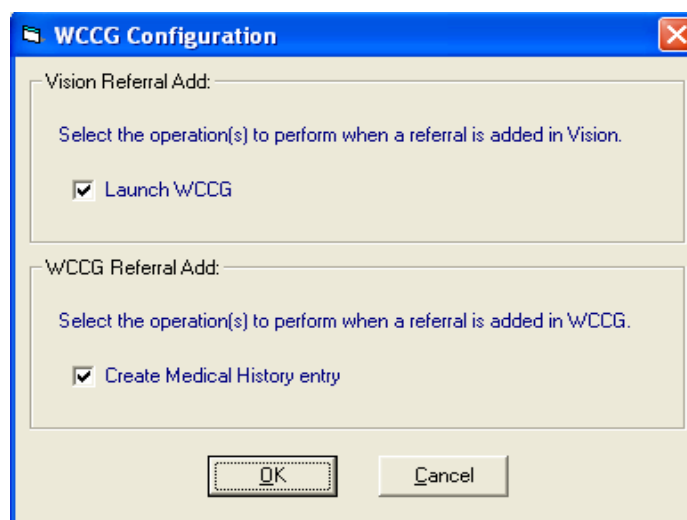 WCCG Configuration
Vision Referral Add:
Select the operation(s) to perform when a referral is added in Vision.
Launch WCCG
WCCG Referral Add:
Select the operation(s) to perform when a referral is added in WCCG.
Create Medical History entry
OK
Cancel